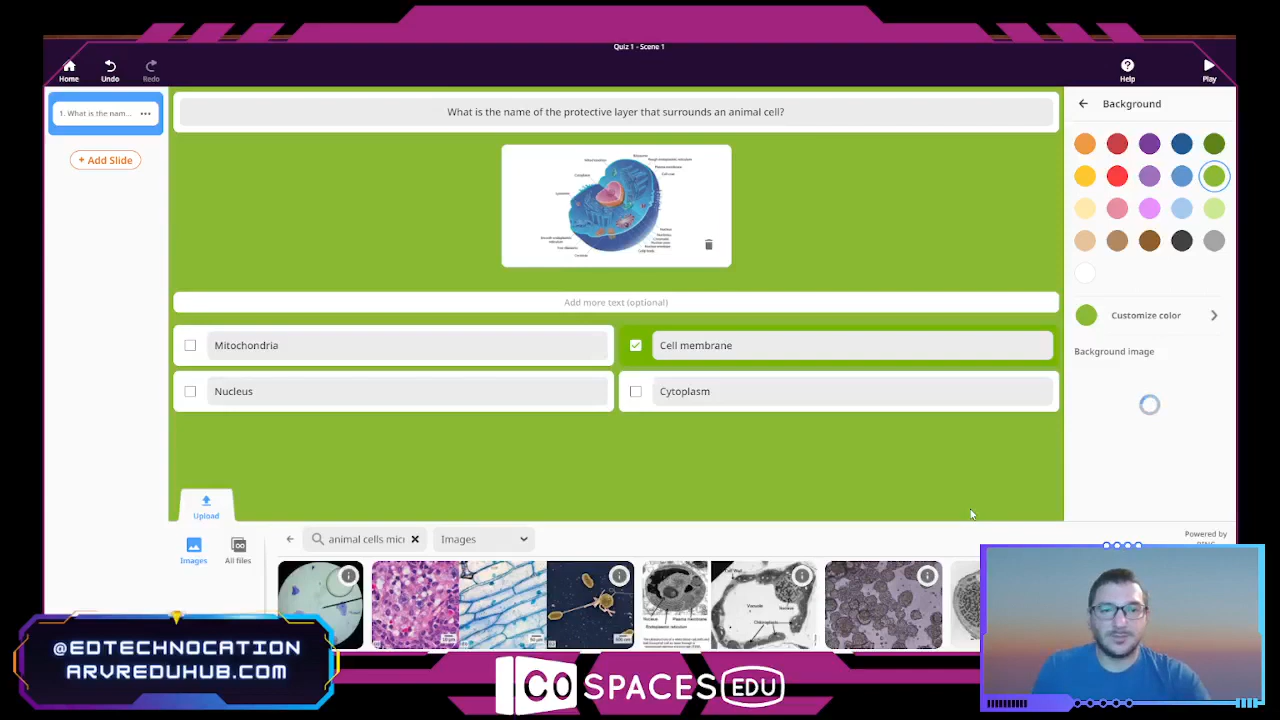 Quiz 1 - Scene 1
Home
Undo
Redo
Help
Play
1. What is the nam...
+ Add Slide
What is the name of the protective layer that surrounds an animal cell?
Add more text (optional)
Mitochondria
Cell membrane
Nucleus
Cytoplasm
Background
Customize color
Background image
Upload
Images
All files
animal cells micr
Images
Powered by
@EDTECHNOCATION
ARVREDUHUB.COM
COSPACES EDU